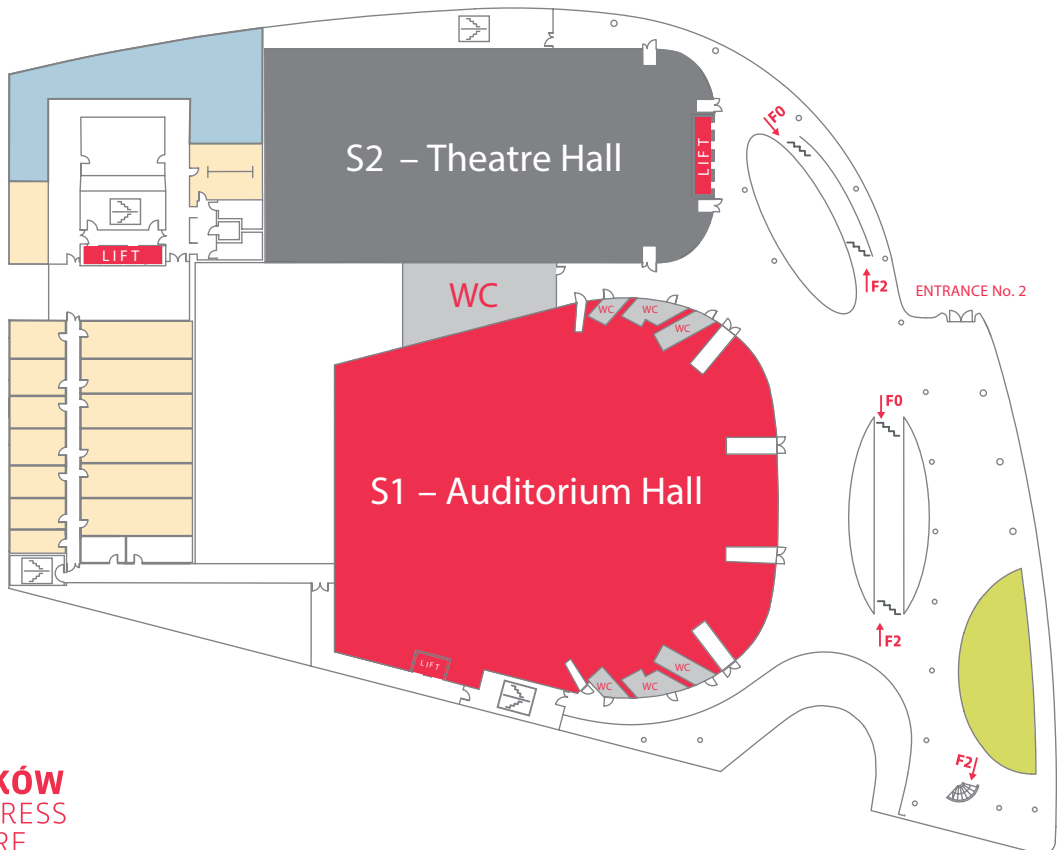 F0
S2 – Theatre Hall
LIFT
LIFT
F2
ENTRANCE No. 2
WC
WC
WC
WC
F0
S1 – Auditorium Hall
F2
LIFT
WC
WC
WC
F2
KÓW
RESS
RE